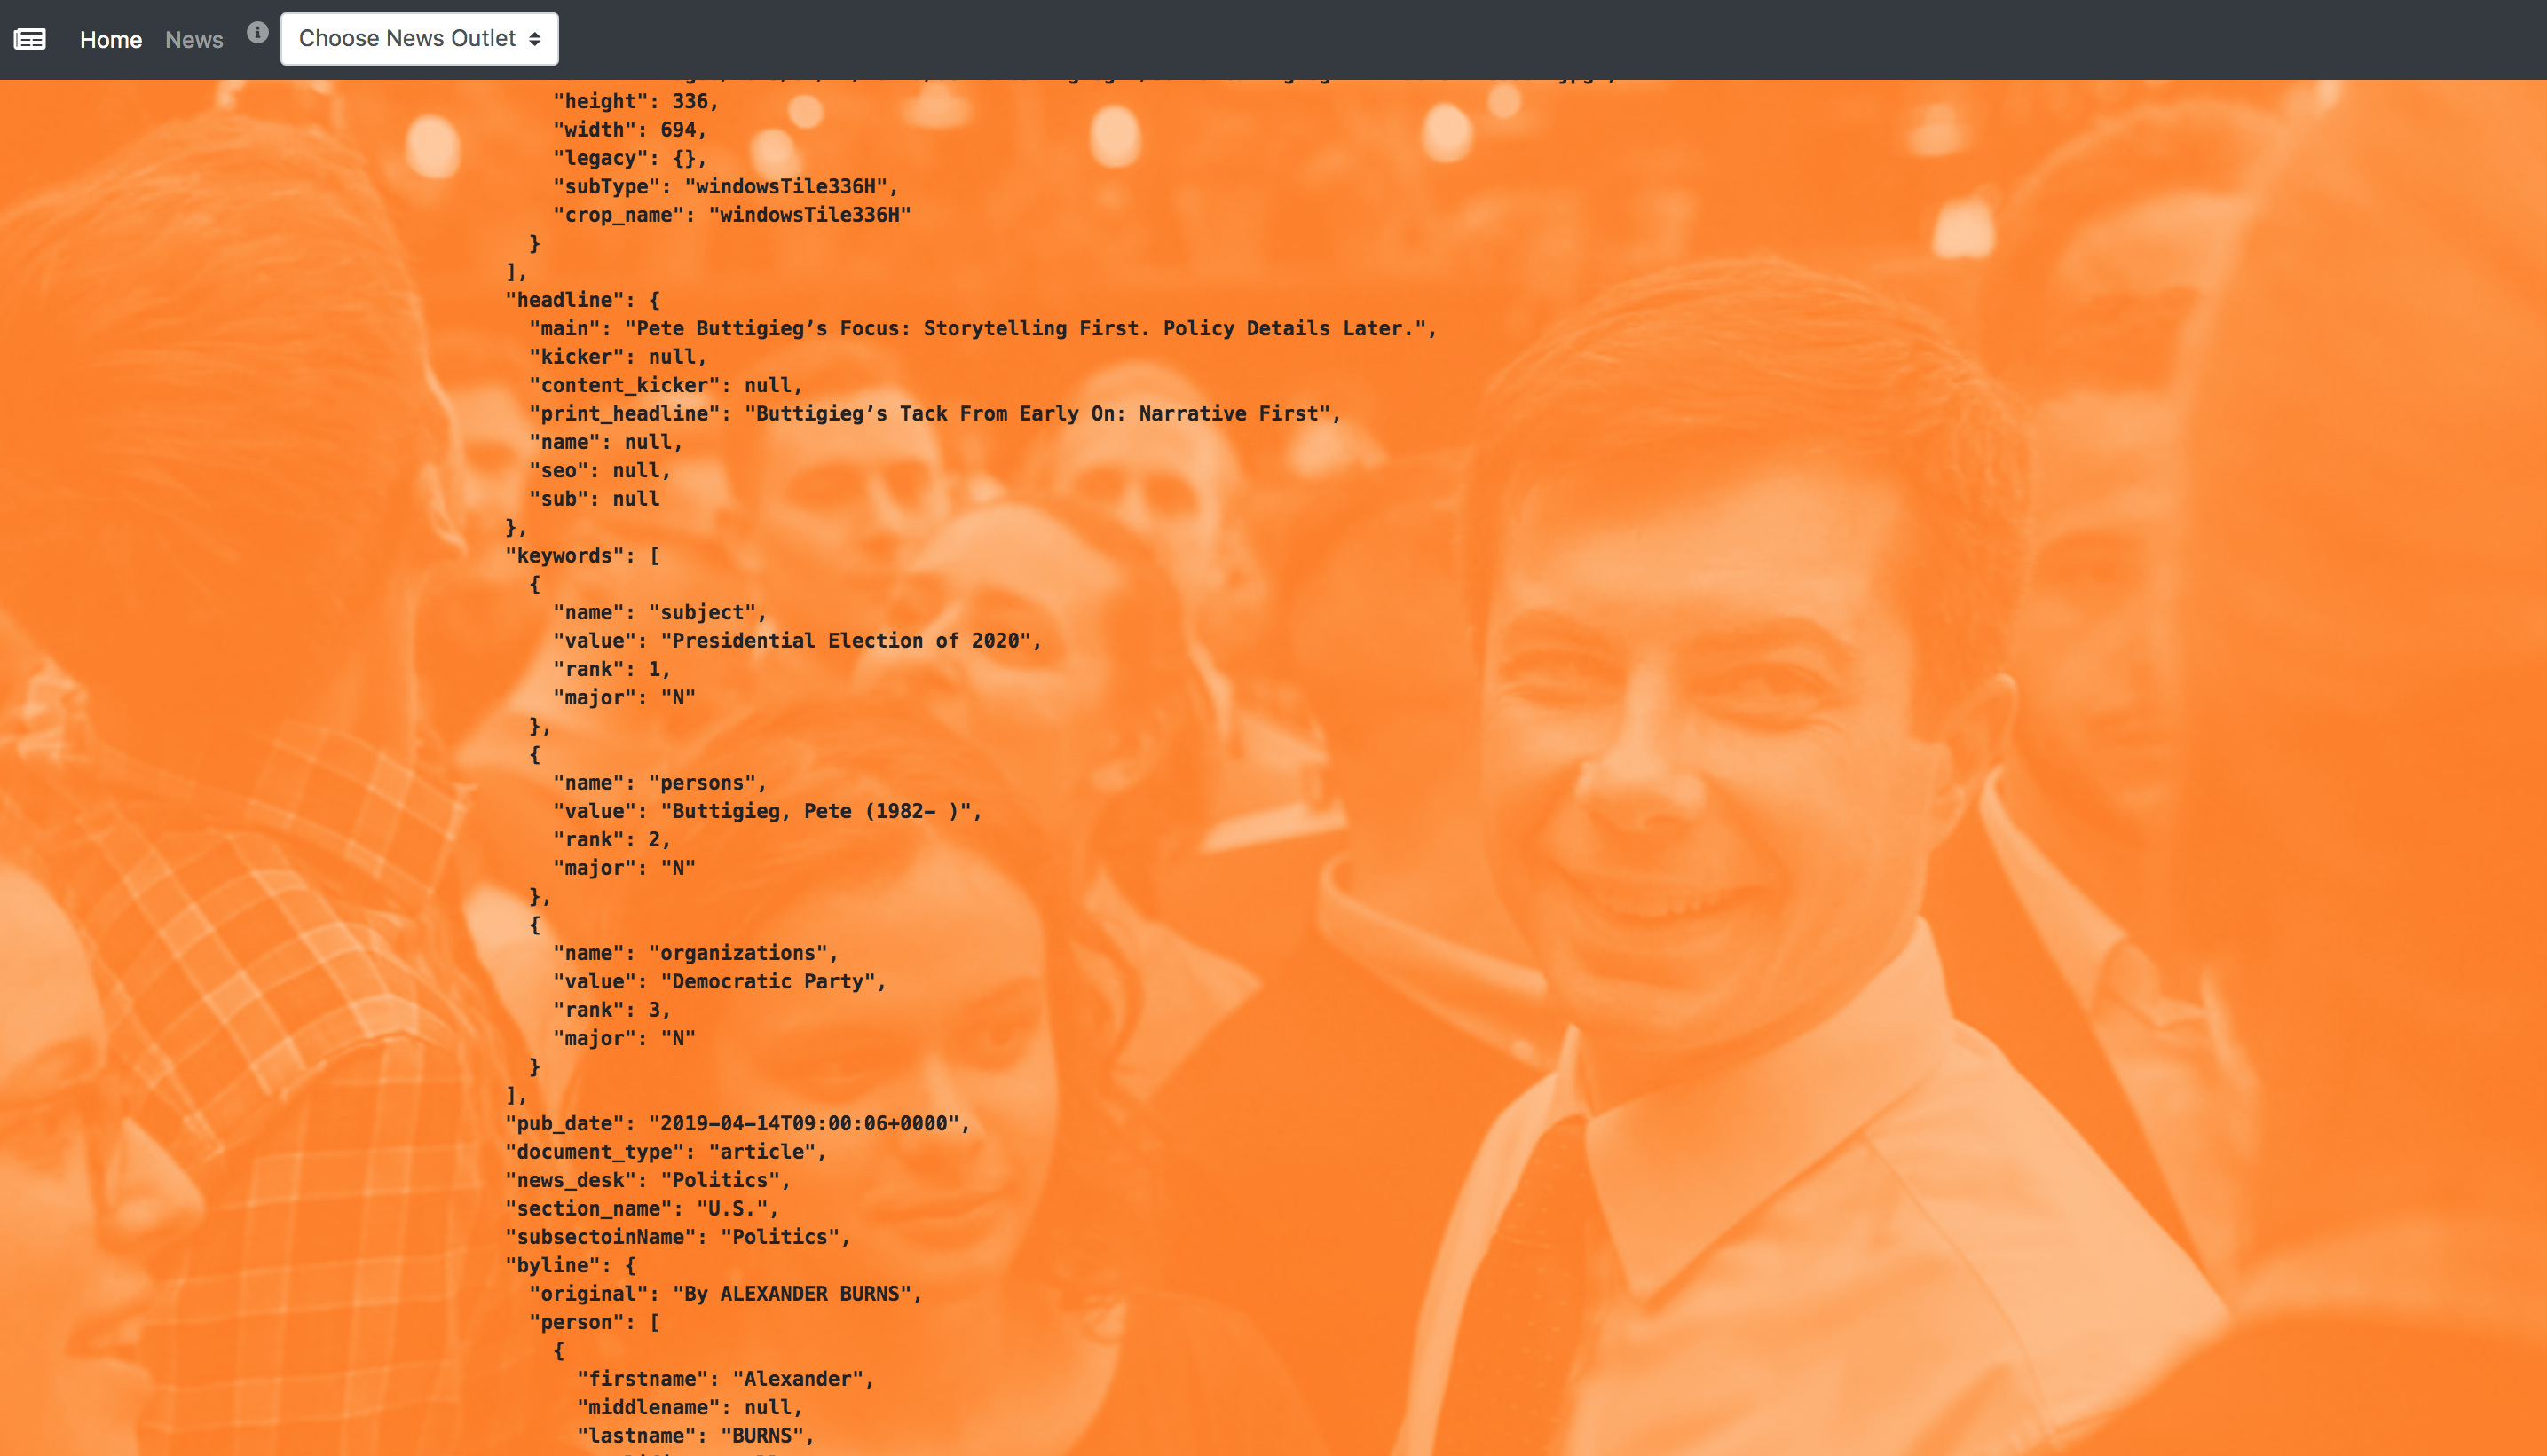 Home News Choose News Outlet
"height": 336,
"width": 694,
"legacy": {},
"subType": "windowsTile336H",
"crop_name": "windowsTile336H"
}
],
"headline": {
"main": "Pete Buttigieg’s Focus: Storytelling First. Policy Details Later.",
"kicker": null,
"content_kicker": null,
"print_headline": "Buttigieg’s Tack From Early On: Narrative First",
"name": null,
"seo": null,
"sub": null
},
"keywords": [
{
"name": "subject",
"value": "Presidential Election of 2020",
"rank": 1,
"major": "N"
},
{
"name": "persons",
"value": "Buttigieg, Pete (1982- )",
"rank": 2,
"major": "N"
},
{
"name": "organizations",
"value": "Democratic Party",
"rank": 3,
"major": "N"
}
],
"pub_date": "2019-04-14T09:00:06+0000",
"document_type": "article",
"news_desk": "Politics",
"section_name": "U.S.",
"subsectoinName": "Politics",
"byline": {
"original": "By ALEXANDER BURNS",
"person": [
{
"firstname": "Alexander",
"middlename": null,
"lastname": "BURNS",